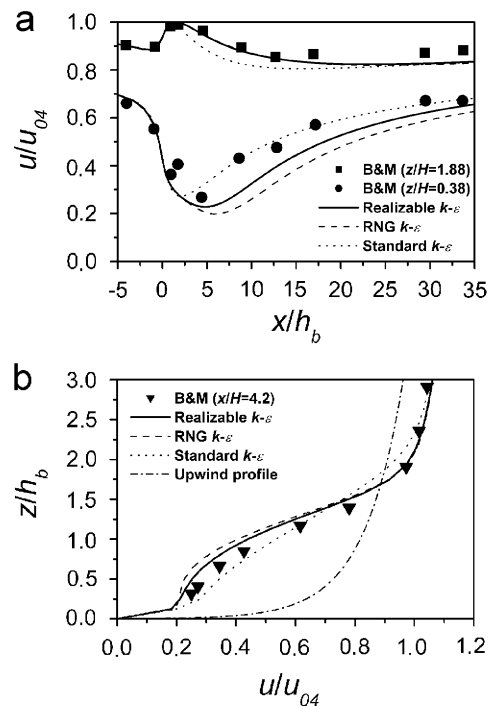 a
1.0
0.8
0.6
0.4
0.2
0.0
u/u04
B&M (z/H=1.88)
B&M (z/H=0.38)
Realizable k-ε
RNG k-ε
Standard k-ε
-5 0 5 10 15 20 25 30 35
x/hb
b
3.0
2.5
2.0
1.5
1.0
0.5
0.0
z/hb
B&M (x/H=4.2)
Realizable k-ε
RNG k-ε
Standard k-ε
Upwind profile
0.0 0.2 0.4 0.6 0.8 1.0 1.2
u/u04